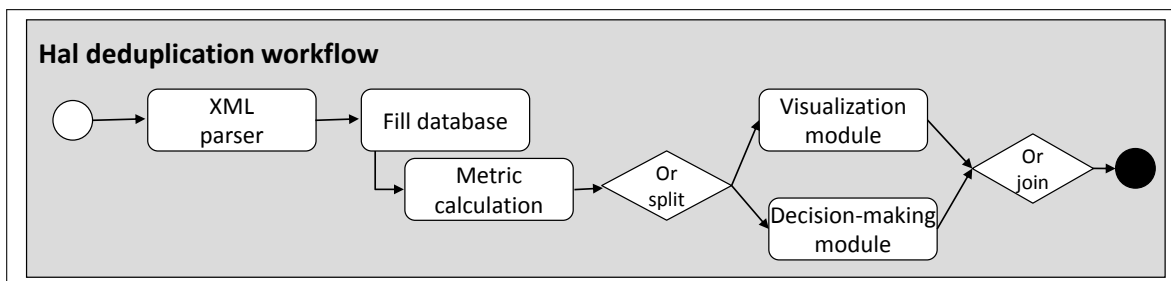 Hal deduplication workflow
XML
parser
Fill database
Metric
calculation
Or
split
Visualization
module
Decision-making
module
Or
join